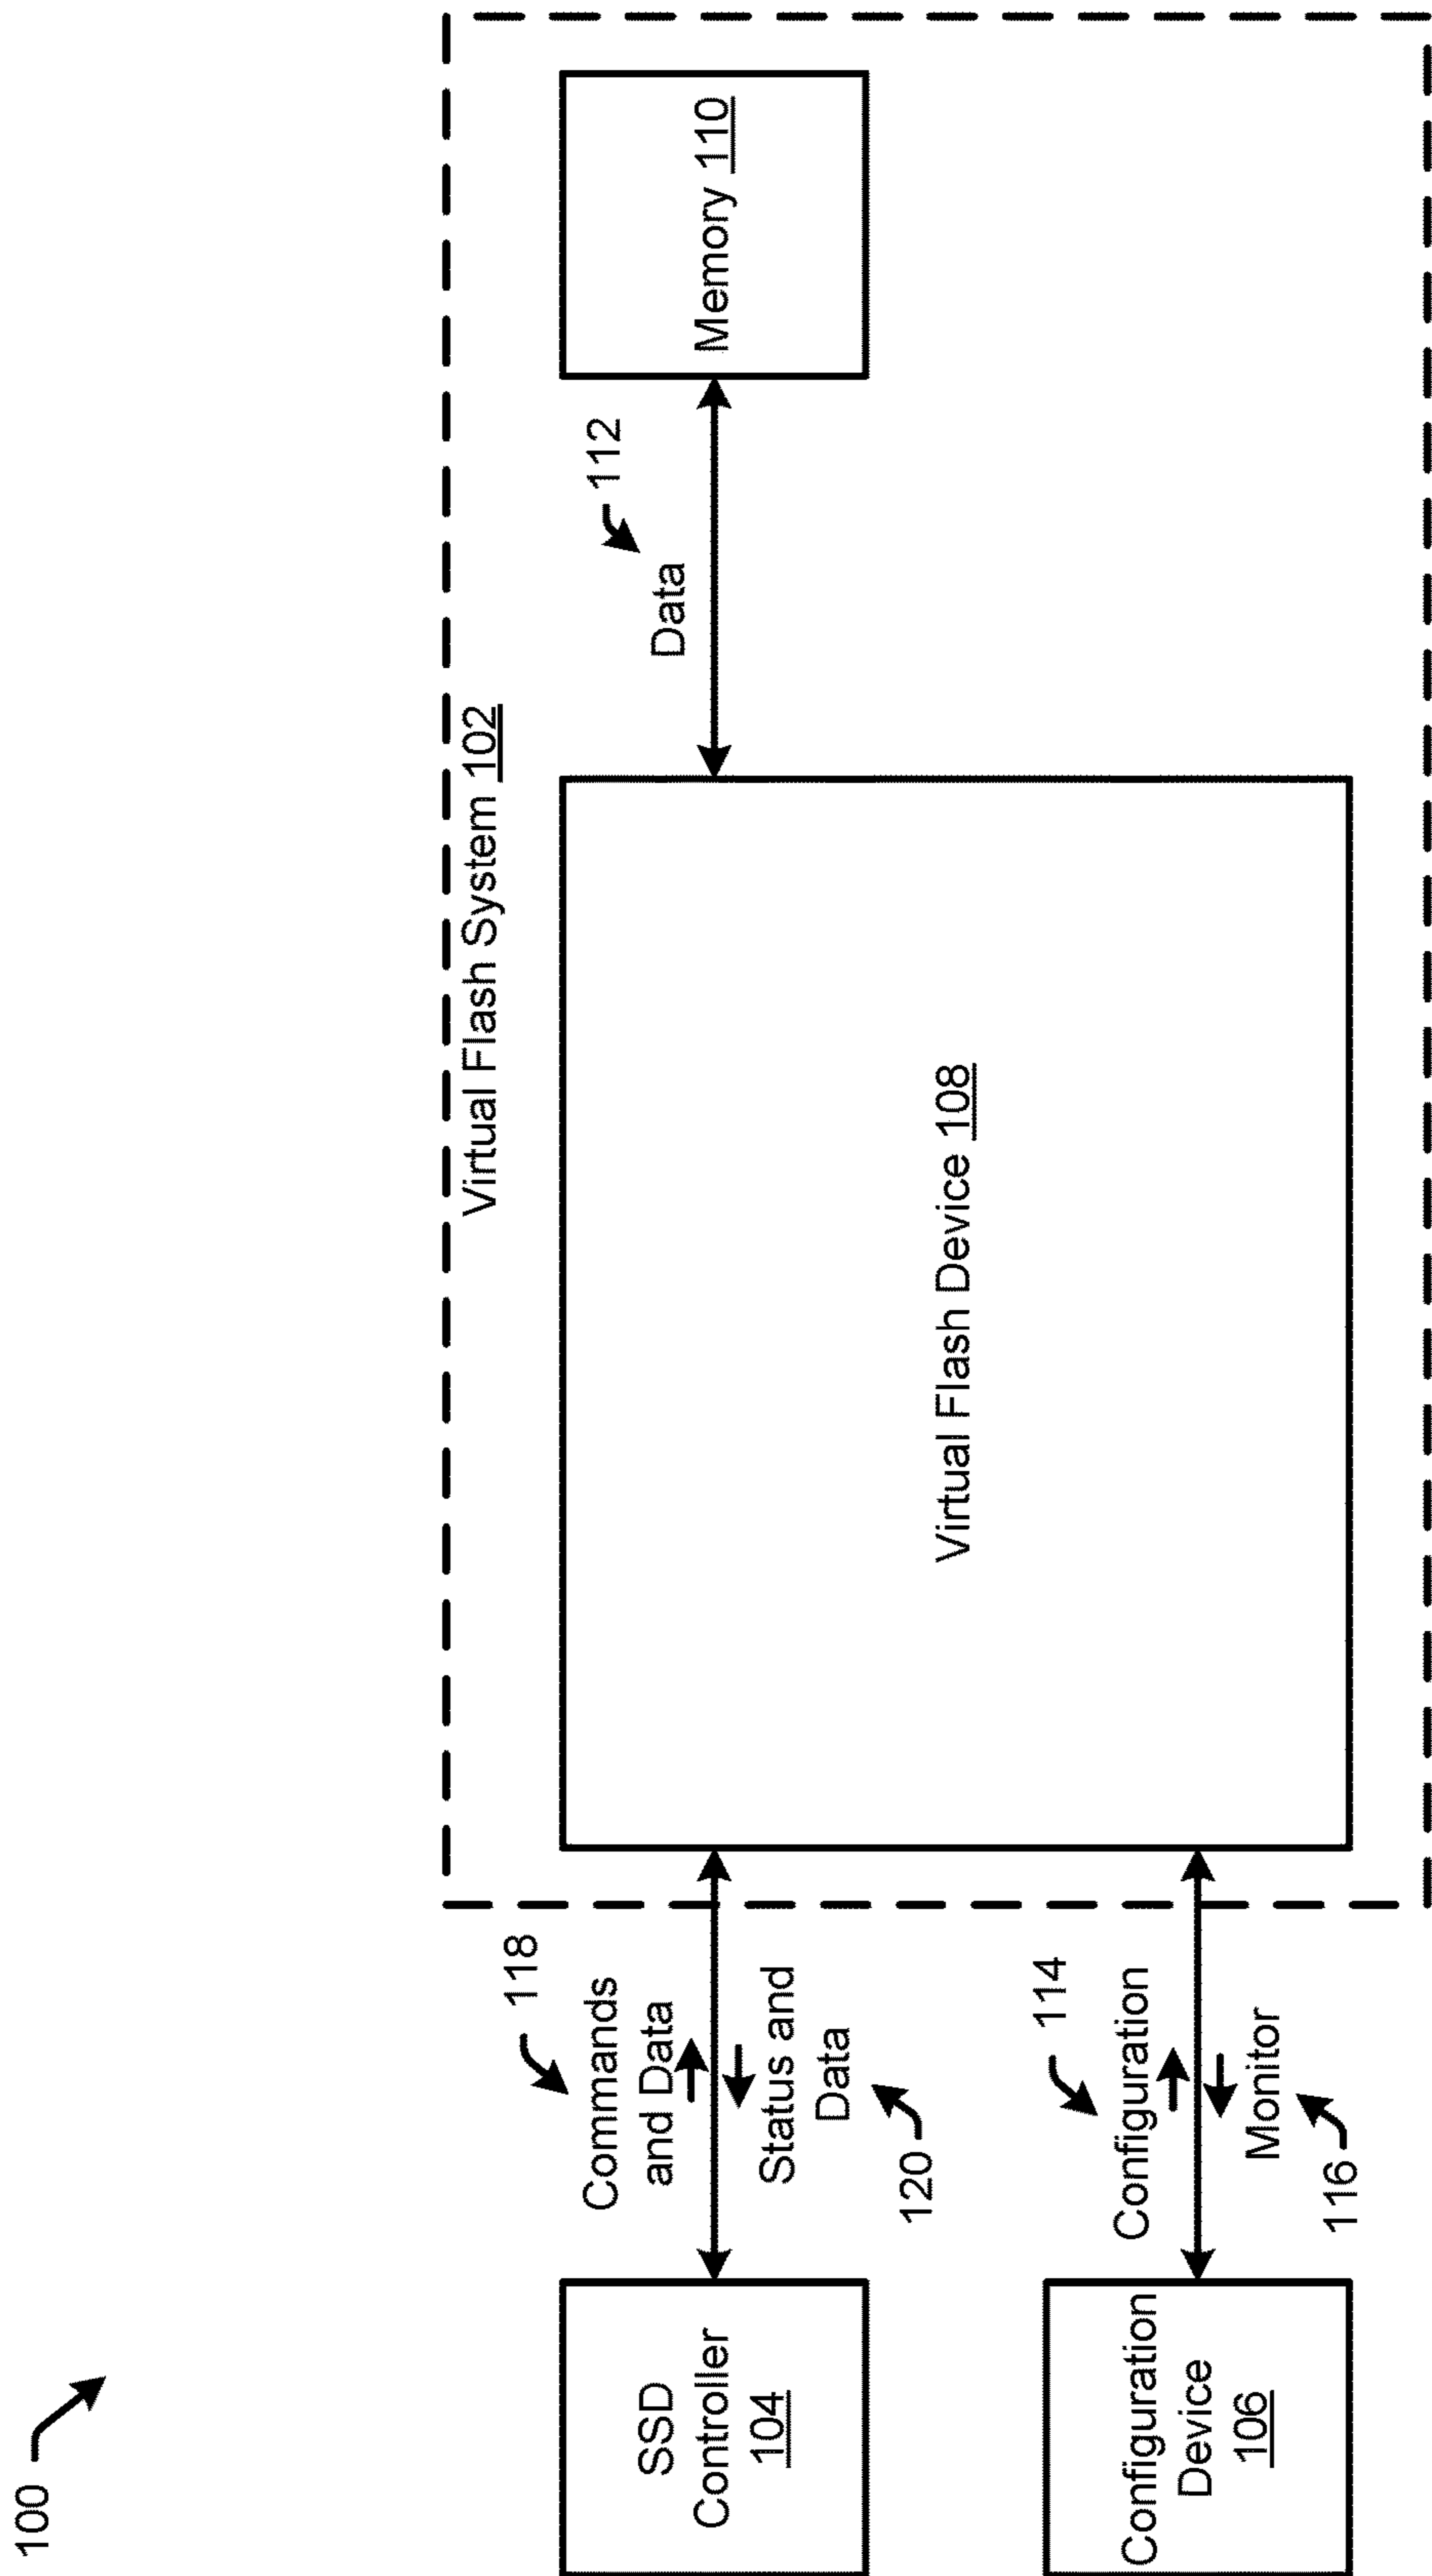 100
Virtual Flash System 102
SSD
Controller
104
118
Commands
and Data
Status and
Data
120
Configuration
Device
106
114
Configuration
Monitor
116
Virtual Flash Device 108
112
Data
Memory 110